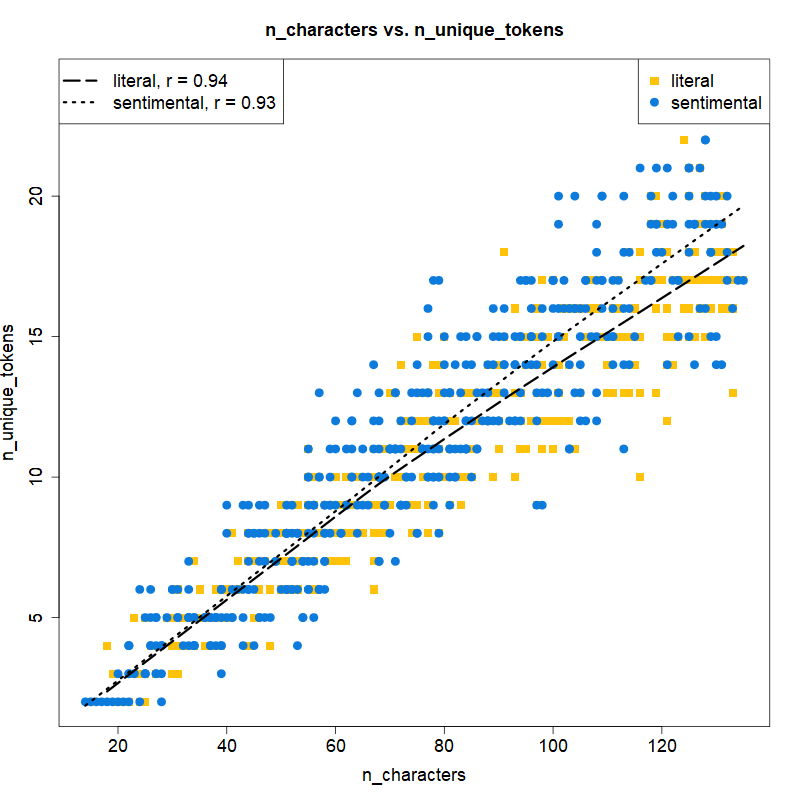 n_characters vs. n_unique_tokens
literal, r = 0.94
sentimental, r = 0.93
literal
sentimental
n_unique_tokens
20
15
10
5
20 40 60 80 100 120
n_characters